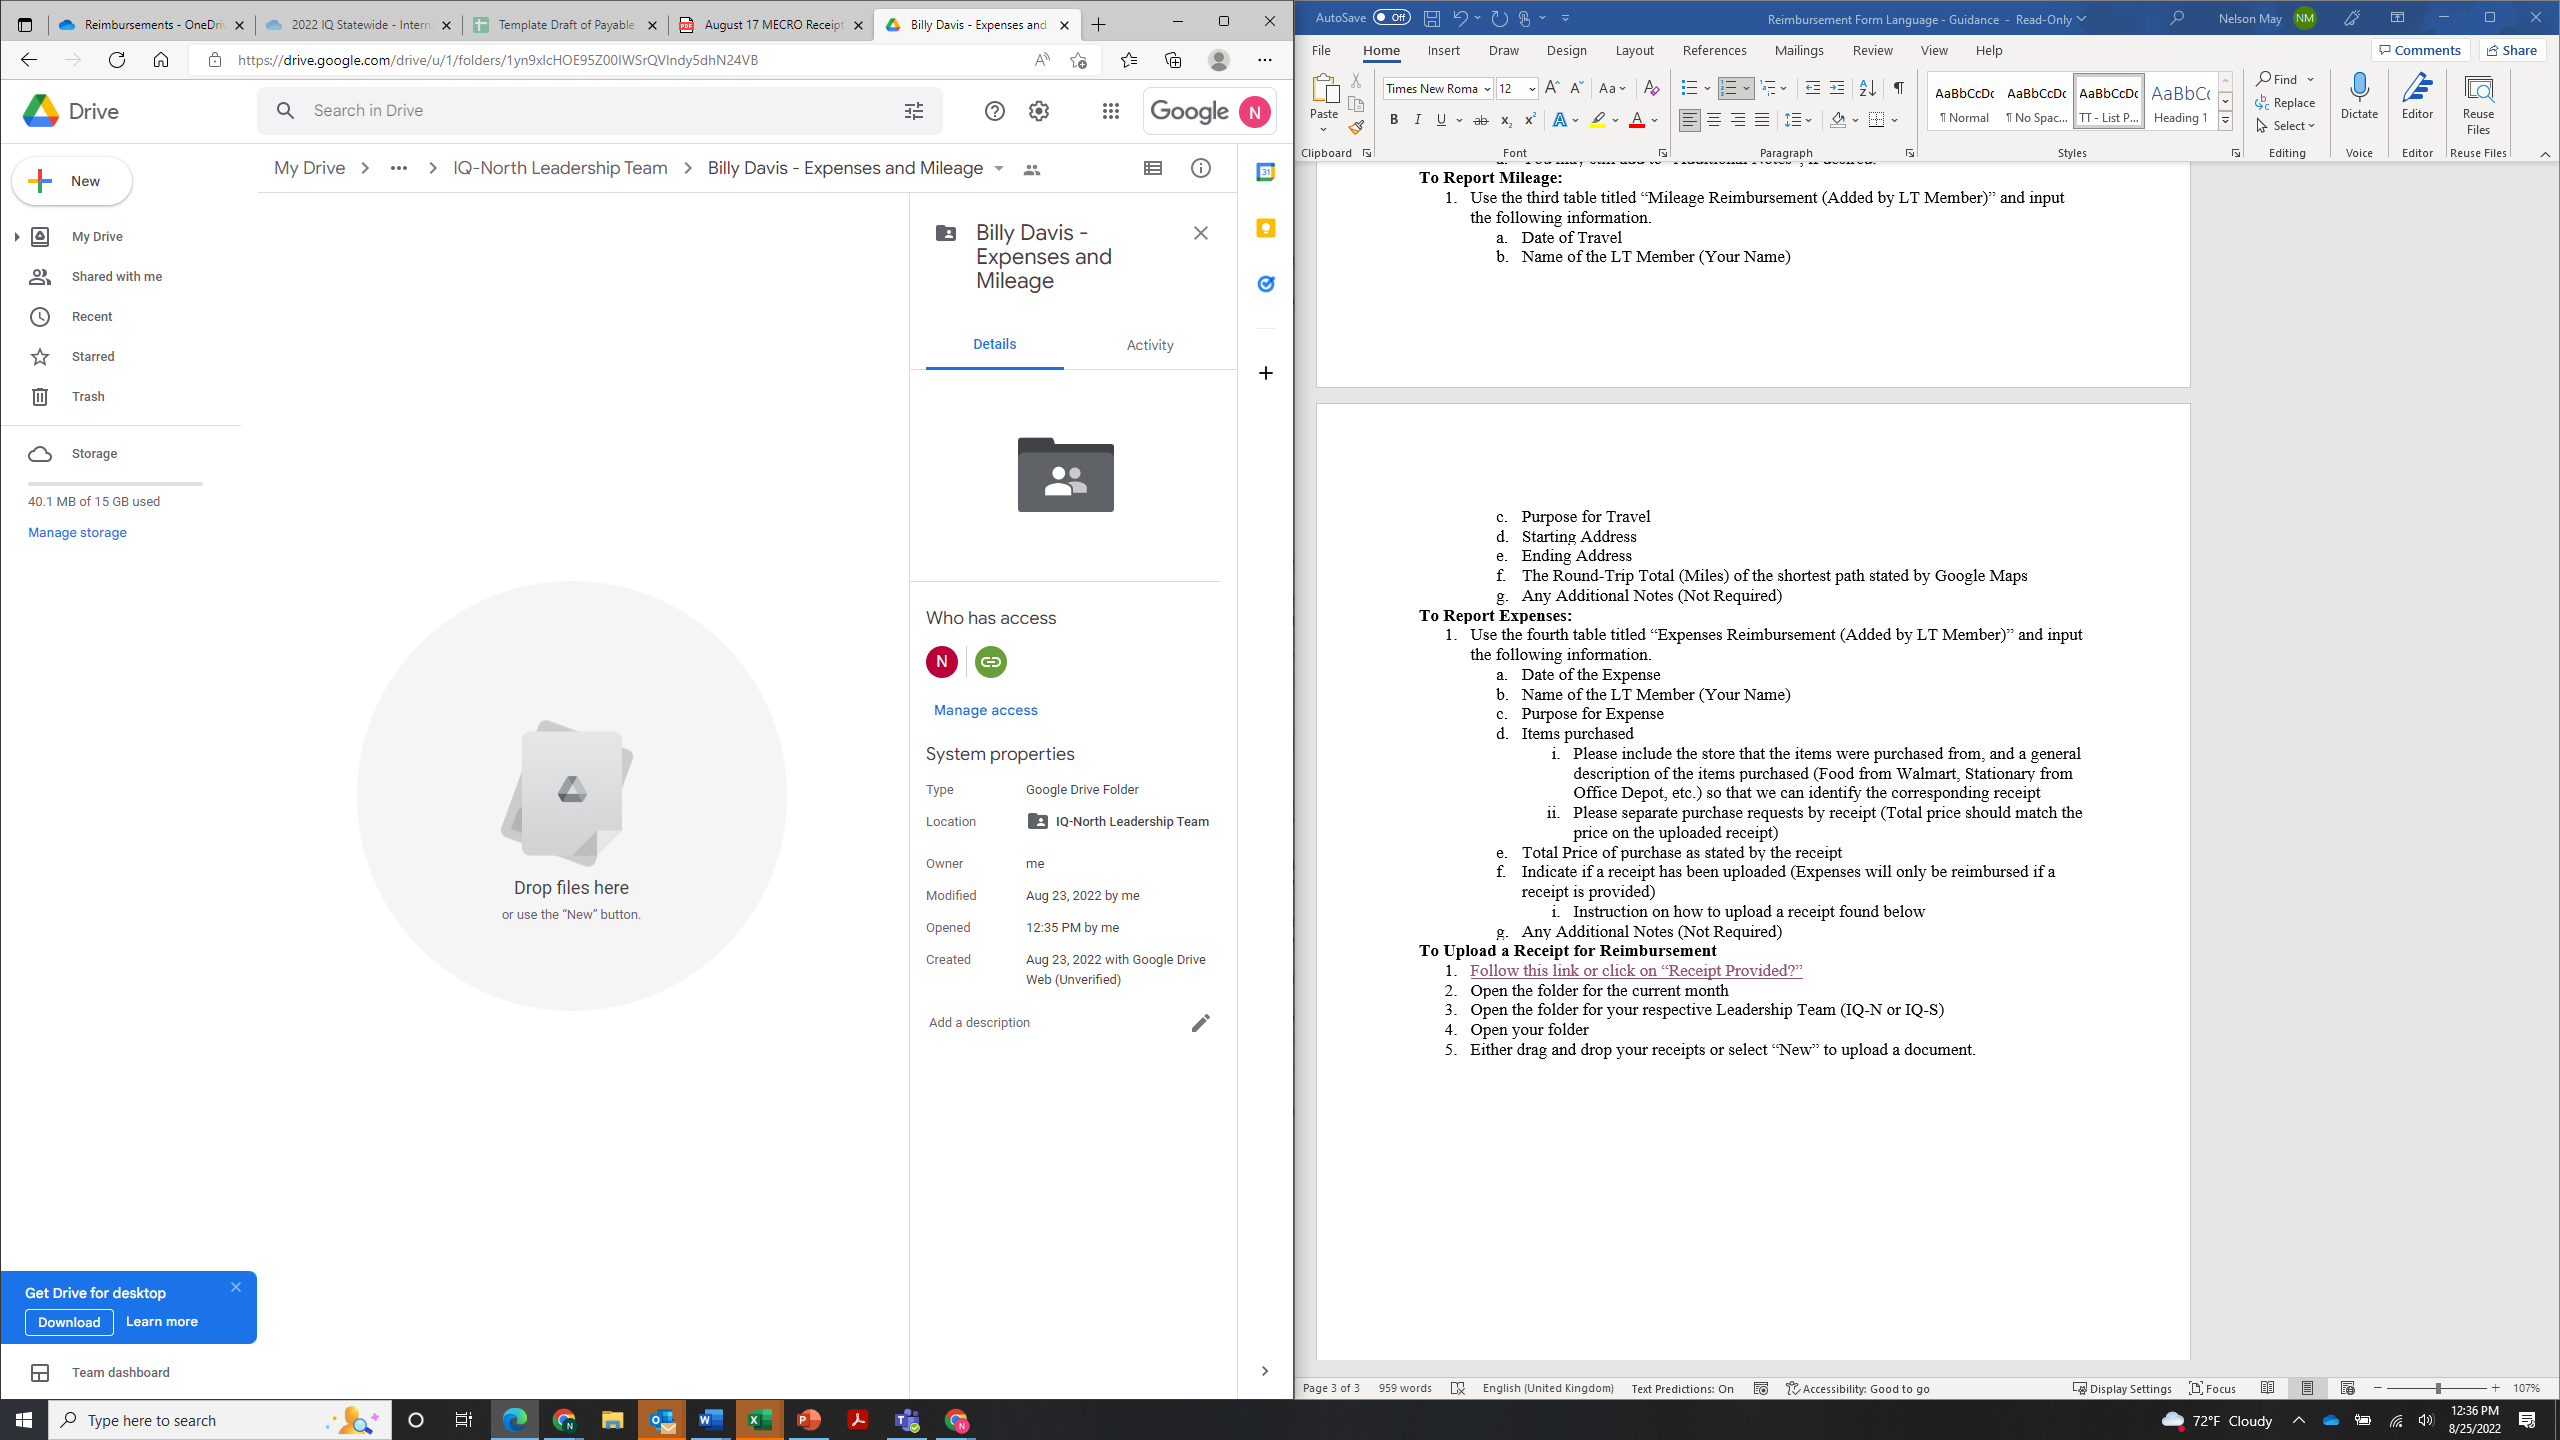 Reimbursements - OneDriv
2022 IQ Statewide - Intern
Template Draft of Payable
August 17 MECRO Receipt
Billy Davis - Expenses and
Drive
Search in Drive
Google
N
My Drive
IQ-North Leadership Team
Billy Davis - Expenses and Mileage
New
My Drive
Shared with me
Recent
Starred
Trash
Storage
40.1 MB of 15 GB used
Manage storage
Drop files here
or use the “New” button.
Billy Davis -
Expenses and
Mileage
Details
Activity
Who has access
N
Manage access
System properties
Type Google Drive Folder
Location IQ-North Leadership Team
Owner me
Modified Aug 23, 2022 by me
Opened 12:35 PM by me
Created Aug 23, 2022 with Google Drive
Web (Unverified)
Add a description
31
Get Drive for desktop
Download Learn more
Team dashboard
AutoSave Off
Reimbursement Form Language - Guidance - Read-Only
Nelson May NM
File Home Insert Draw Design Layout References Mailings Review View Help
Comments Share
Paste
Clipboard
Times New Roma 12
Font
Paragraph
AaBbCcDc AaBbCcDc AaBbCcDc AaBbCc
¶ Normal ¶ No Spac... TT - List P... Heading 1
Styles
Find
Replace
Select
Editing
Dictate
Voice
Editor
Editor
Reuse
Files
Reuse Files
To Report Mileage:
1. Use the third table titled “Mileage Reimbursement (Added by LT Member)” and input
the following information.
a. Date of Travel
b. Name of the LT Member (Your Name)
c. Purpose for Travel
d. Starting Address
e. Ending Address
f. The Round-Trip Total (Miles) of the shortest path stated by Google Maps
g. Any Additional Notes (Not Required)
To Report Expenses:
1. Use the fourth table titled “Expenses Reimbursement (Added by LT Member)” and input
the following information.
a. Date of the Expense
b. Name of the LT Member (Your Name)
c. Purpose for Expense
d. Items purchased
i. Please include the store that the items were purchased from, and a general
description of the items purchased (Food from Walmart, Stationary from
Office Depot, etc.) so that we can identify the corresponding receipt
ii. Please separate purchase requests by receipt (Total price should match the
price on the uploaded receipt)
e. Total Price of purchase as stated by the receipt
f. Indicate if a receipt has been uploaded (Expenses will only be reimbursed if a
receipt is provided)
i. Instruction on how to upload a receipt found below
g. Any Additional Notes (Not Required)
To Upload a Receipt for Reimbursement
1. Follow this link or click on “Receipt Provided?”
2. Open the folder for the current month
3. Open the folder for your respective Leadership Team (IQ-N or IQ-S)
4. Open your folder
5. Either drag and drop your receipts or select “New” to upload a document.
Page 3 of 3 959 words English (United Kingdom) Text Predictions: On Accessibility: Good to go
Display Settings Focus 107%
Type here to search
72°F Cloudy
12:36 PM
8/25/2022